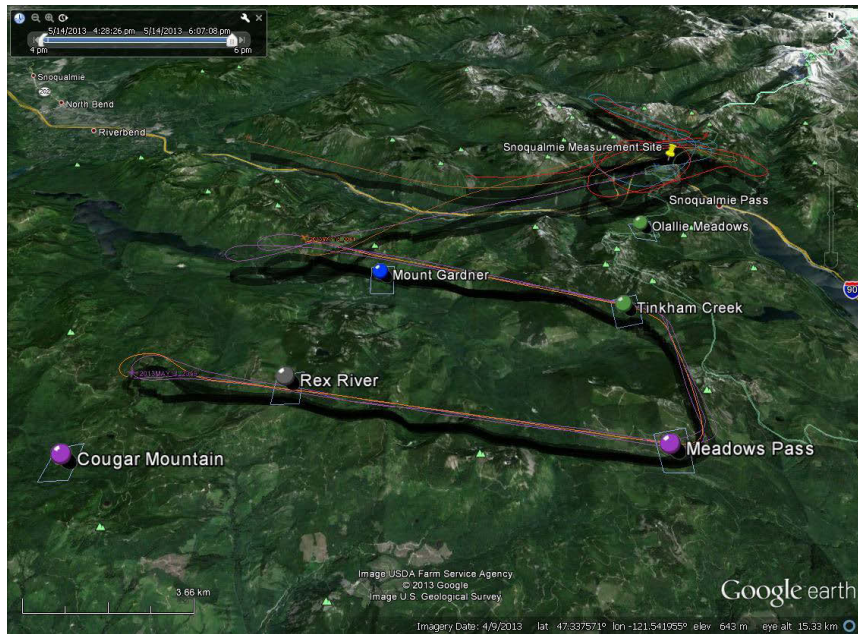 5/14/2013 4:28:26 pm 5/14/2013 6:07:08 pm
4 pm 6 pm
N
Snoqualmie
202
North Bend
Riverbend
Snoqualmie Measurement Site
Snoqualmie Pass
Olallie Meadows
Mount Gardner
90
Tinkham Creek
Rex River
Meadows Pass
Cougar Mountain
3.66 km
Image USDA Farm Service Agency
© 2013 Google
Image U.S. Geological Survey
Google earth
Imagery Date: 4/9/2013 lat 47.337571° lon -121.541955° elev 643 m eye alt 15.33 km